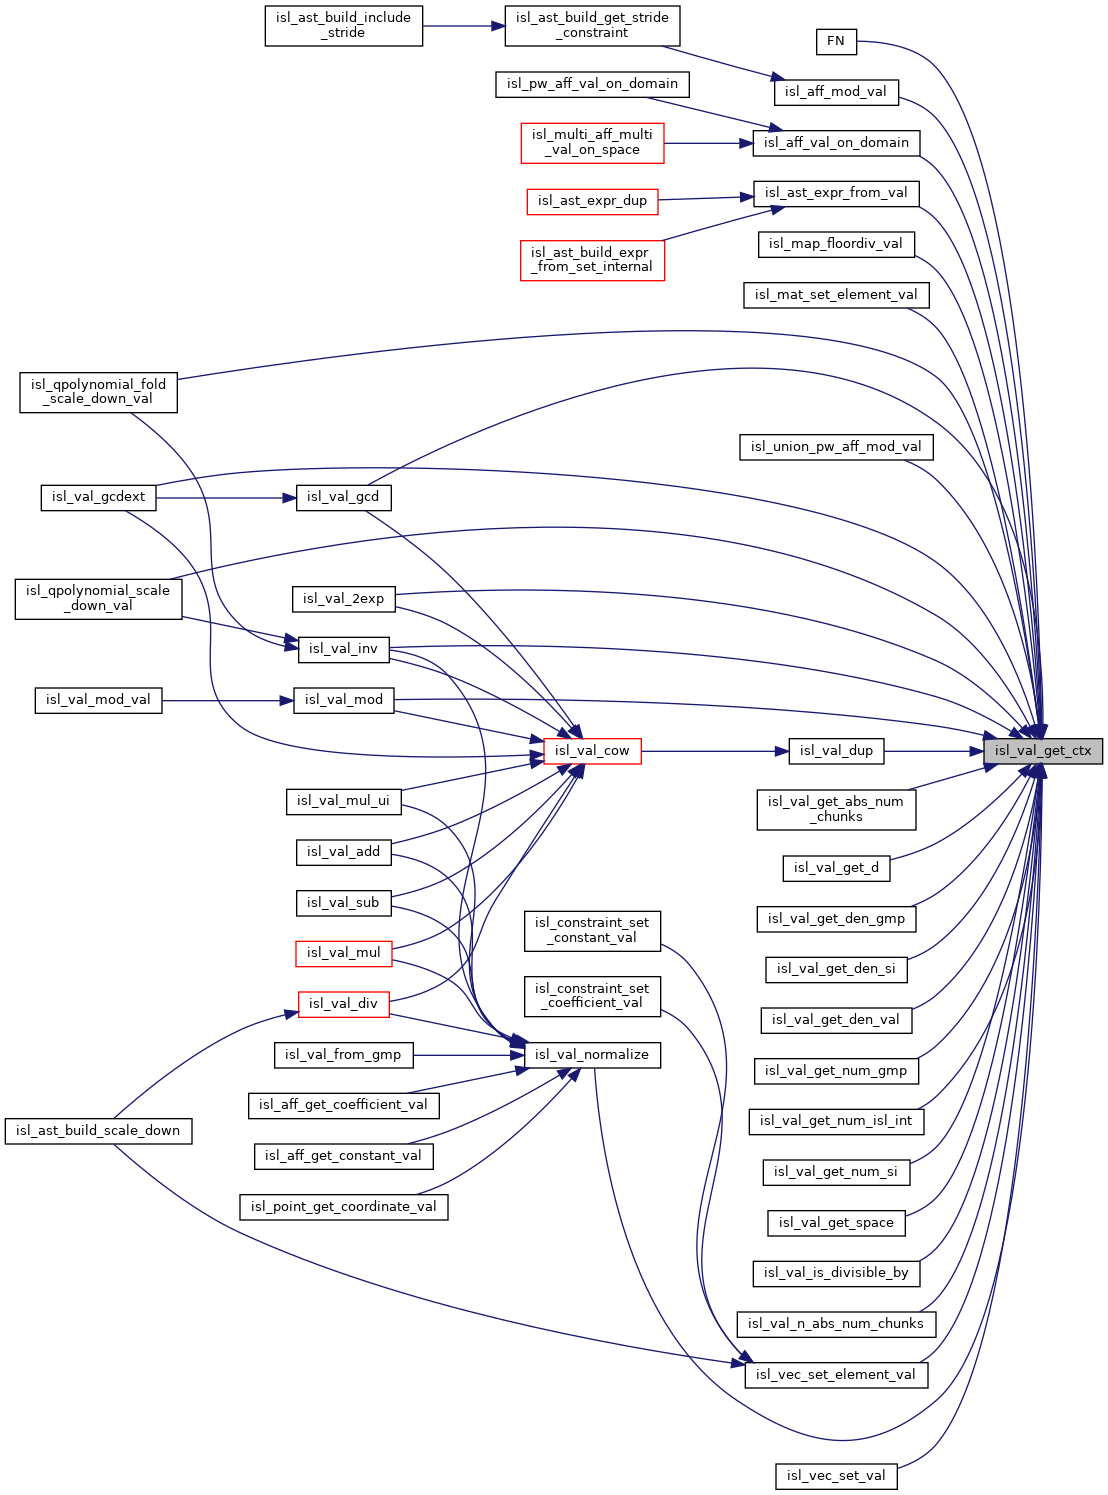 isl_ast_build_include
_stride
isl_ast_build_get_stride
_constraint
FN
isl_pw_aff_val_on_domain
isl_aff_mod_val
isl_multi_aff_multi
_val_on_space
isl_aff_val_on_domain
isl_ast_expr_dup
isl_ast_expr_from_val
isl_ast_build_expr
_from_set_internal
isl_map_floordiv_val
isl_mat_set_element_val
isl_qpolynomial_fold
_scale_down_val
isl_union_pw_aff_mod_val
isl_val_gcdext
isl_val_gcd
isl_qpolynomial_scale
_down_val
isl_val_2exp
isl_val_inv
isl_val_mod_val
isl_val_mod
isl_val_cow
isl_val_dup
isl_val_get_ctx
isl_val_mul_ui
isl_val_get_abs_num
_chunks
isl_val_add
isl_val_get_d
isl_val_sub
isl_val_get_den_gmp
isl_constraint_set
_constant_val
isl_val_mul
isl_val_get_den_si
isl_val_div
isl_constraint_set
_coefficient_val
isl_val_get_den_val
isl_val_from_gmp
isl_val_normalize
isl_val_get_num_gmp
isl_aff_get_coefficient_val
isl_val_get_num_isl_int
isl_ast_build_scale_down
isl_aff_get_constant_val
isl_val_get_num_si
isl_point_get_coordinate_val
isl_val_get_space
isl_val_is_divisible_by
isl_val_n_abs_num_chunks
isl_vec_set_element_val
isl_vec_set_val